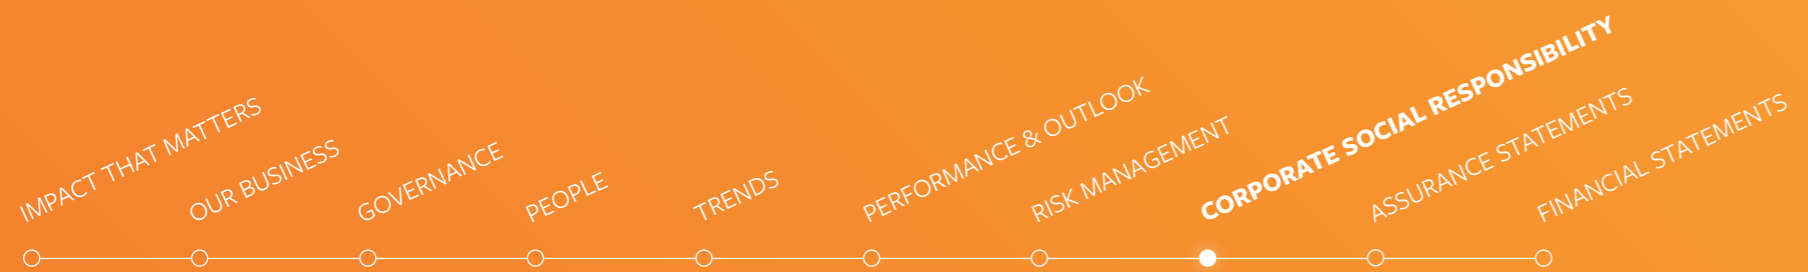 IMPACT THAT MATTERS
OUR BUSINESS
GOVERNANCE
PEOPLE
TRENDS
PERFORMANCE & OUTLOOK
RISK MANAGEMENT
CORPORATE SOCIAL RESPONSIBILITY
ASSURANCE STATEMENTS
FINANCIAL STATEMENTS